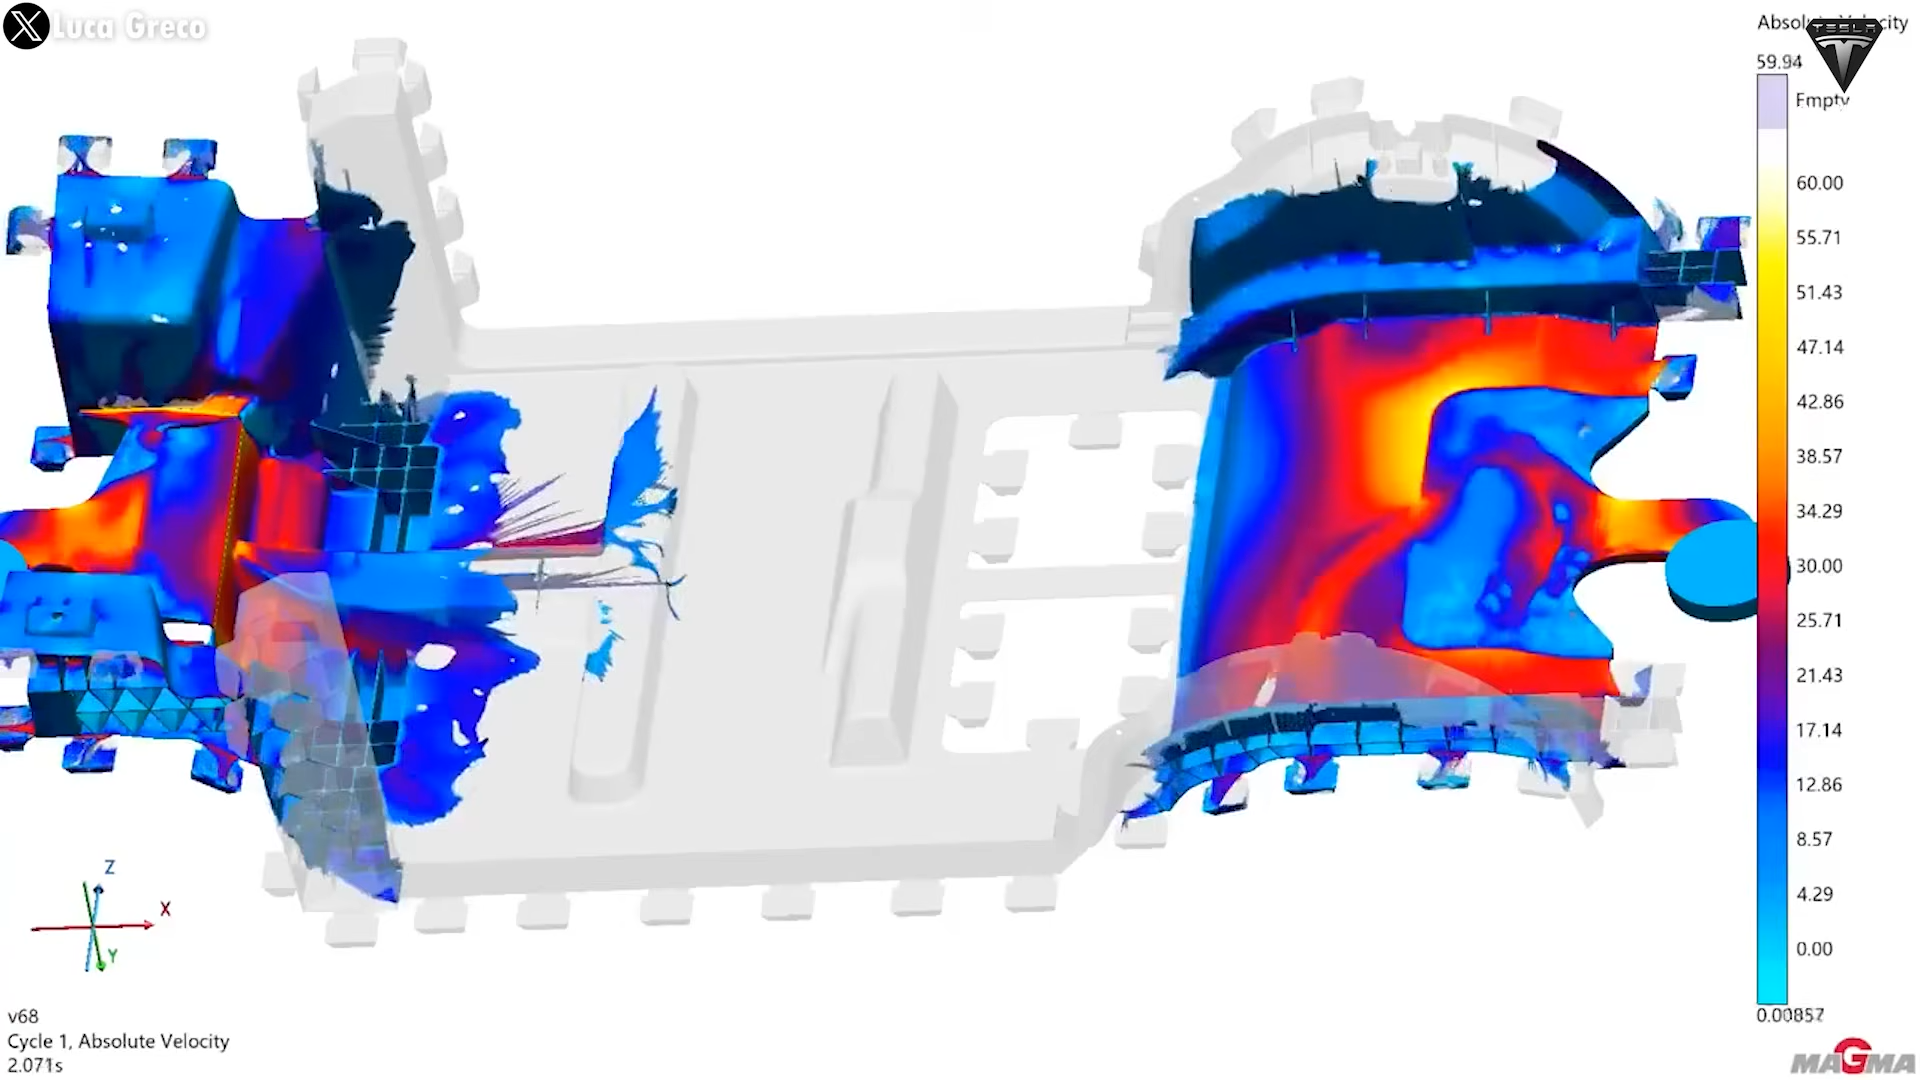 Luca Greco
Absolute Velocity
TESLA
59.94
Empty
60.00
55.71
51.43
47.14
42.86
38.57
34.29
30.00
25.71
21.43
17.14
12.86
8.57
4.29
0.00
0.00857
Z
X
Y
v68
Cycle 1, Absolute Velocity
2.071s
MAGMA